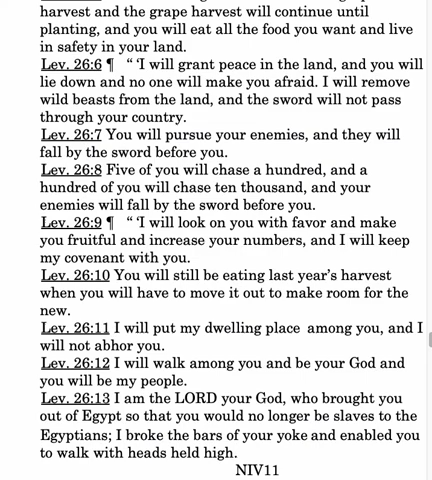 harvest and the grape harvest will continue until
planting, and you will eat all the food you want and live
in safety in your land.
Lev. 26:6 ¶ “ ‘I will grant peace in the land, and you will
lie down and no one will make you afraid. I will remove
wild beasts from the land, and the sword will not pass
through your country.
Lev. 26:7 You will pursue your enemies, and they will
fall by the sword before you.
Lev. 26:8 Five of you will chase a hundred, and a
hundred of you will chase ten thousand, and your
enemies will fall by the sword before you.
Lev. 26:9 ¶ “ ‘I will look on you with favor and make
you fruitful and increase your numbers, and I will keep
my covenant with you.
Lev. 26:10 You will still be eating last year’s harvest
when you will have to move it out to make room for the
new.
Lev. 26:11 I will put my dwelling place among you, and I
will not abhor you.
Lev. 26:12 I will walk among you and be your God and
you will be my people.
Lev. 26:13 I am the LORD your God, who brought you
out of Egypt so that you would no longer be slaves to the
Egyptians; I broke the bars of your yoke and enabled you
to walk with heads held high.
NIV11